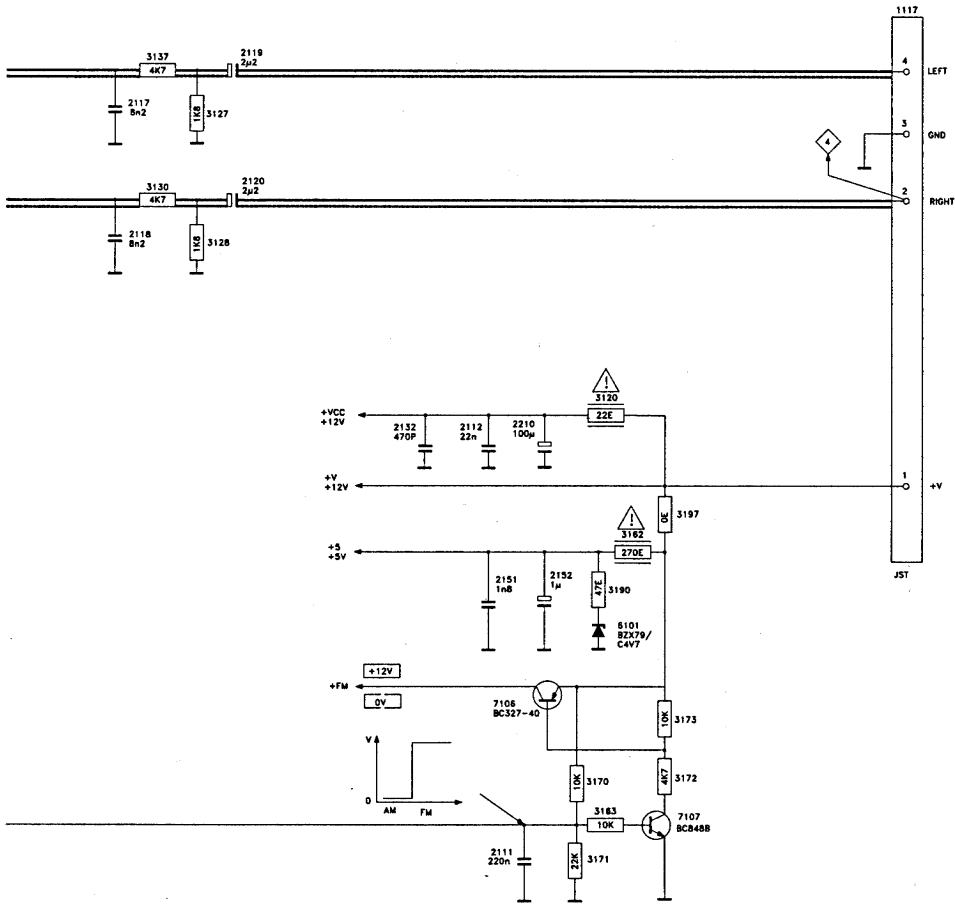 1117
3137
4K7
2119
2µ2
4
LEFT
2117
8n2
1K8
3127
3
GND
4
3130
4K7
2120
2µ2
2
RIGHT
2118
8n2
1K8
3128
!
3120
22E
+VCC
+12V
2132
470P
2112
22n
2210
100µ
+V
+12V
1
+V
0E
3197
!
3162
270E
+5
+5V
JST
2151
1n8
2152
1µ
47E
3190
6101
BZX79/
C4V7
+12V
+FM
0V
7106
BC327-40
10K
3173
V
10K
3170
4K7
3172
0
AM
FM
3163
10K
7107
BC848B
2111
220n
22K
3171